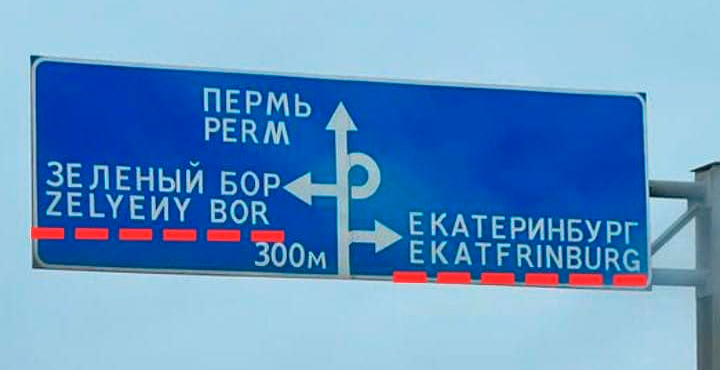 ПЕРМЬ
PERM
ЗЕЛЕНЫЙ БОР
ZELYEИY BOR
300м
ЕКАТЕРИНБУРГ
EKATFRINBURG